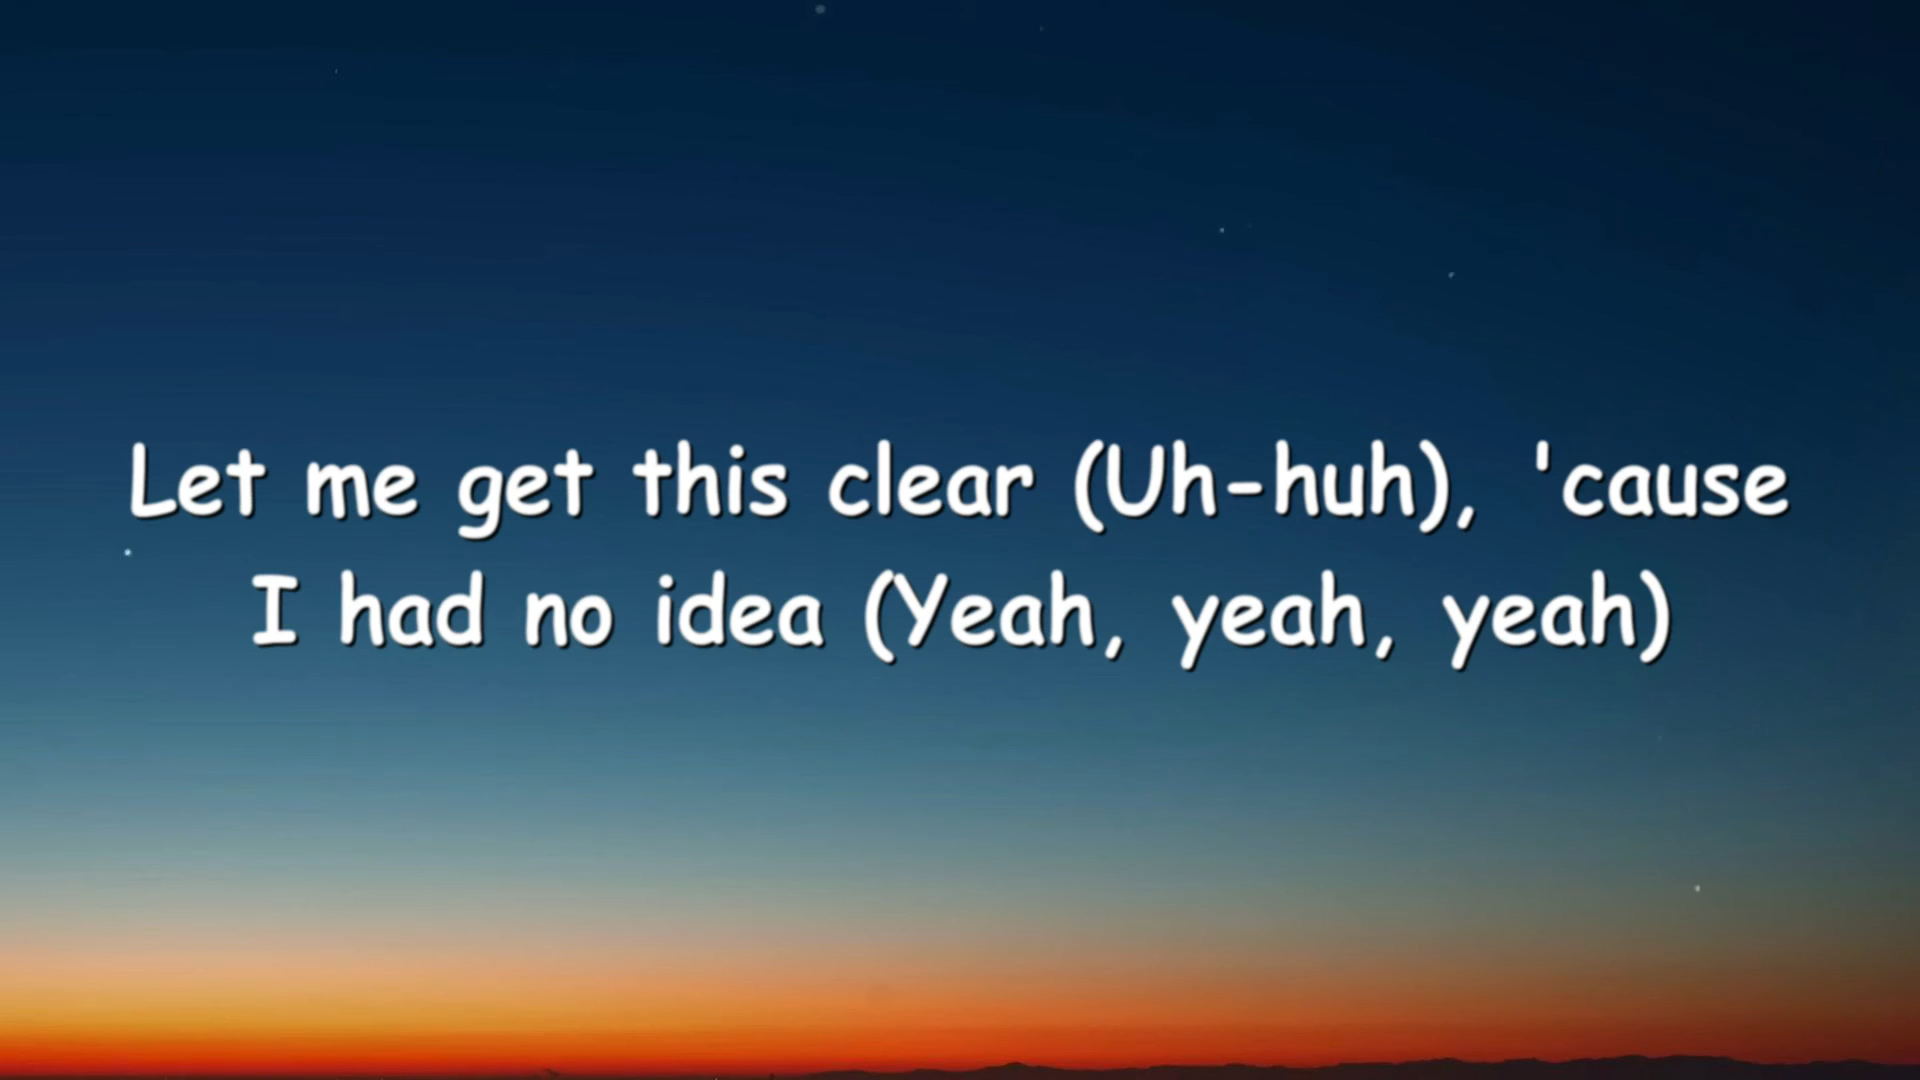 Let me get this clear (Uh-huh), 'cause
I had no idea (Yeah, yeah, yeah)